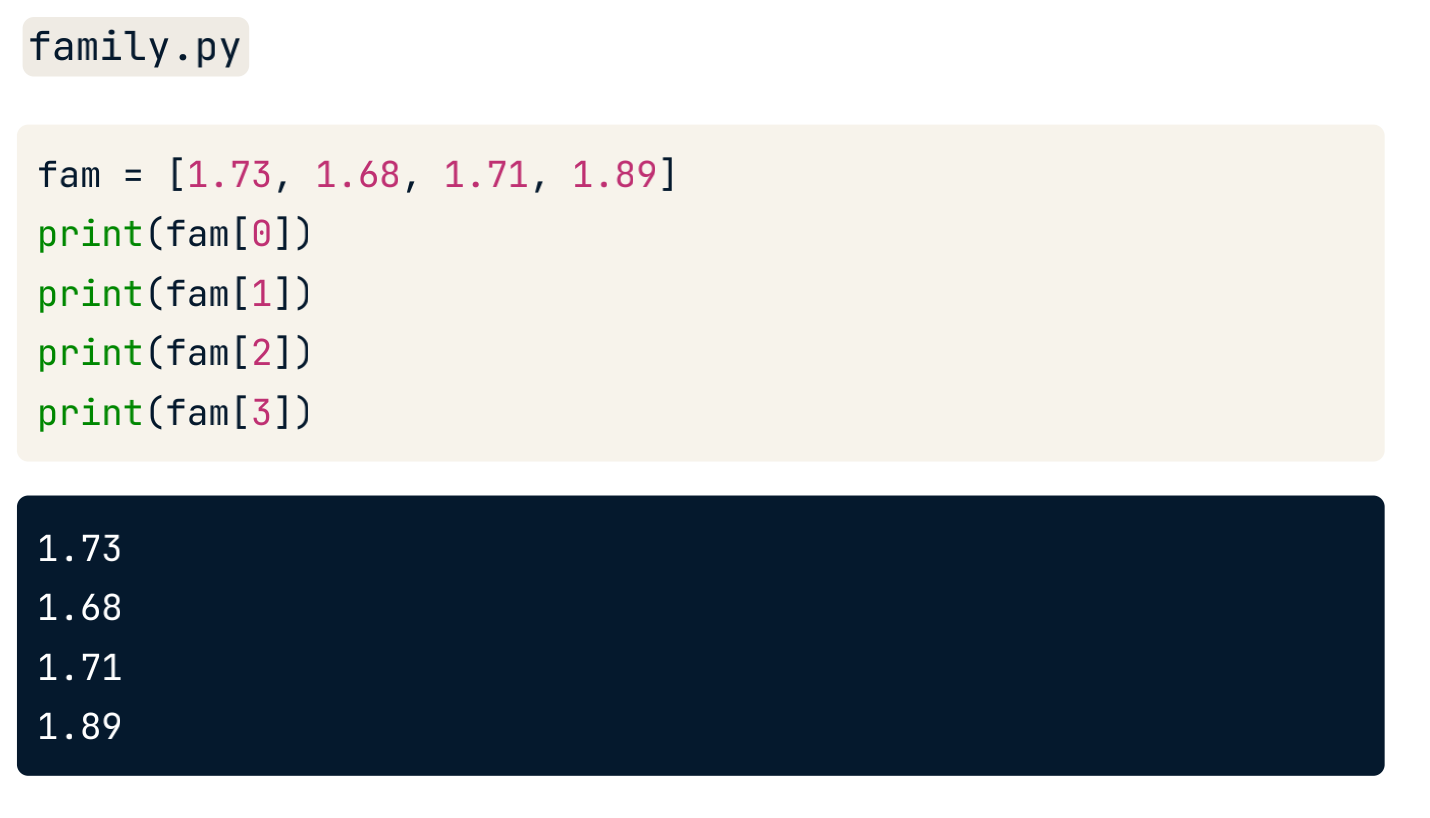 family.py
fam = [1.73, 1.68, 1.71, 1.89]
print(fam[0])
print(fam[1])
print(fam[2])
print(fam[3])
1.73
1.68
1.71
1.89